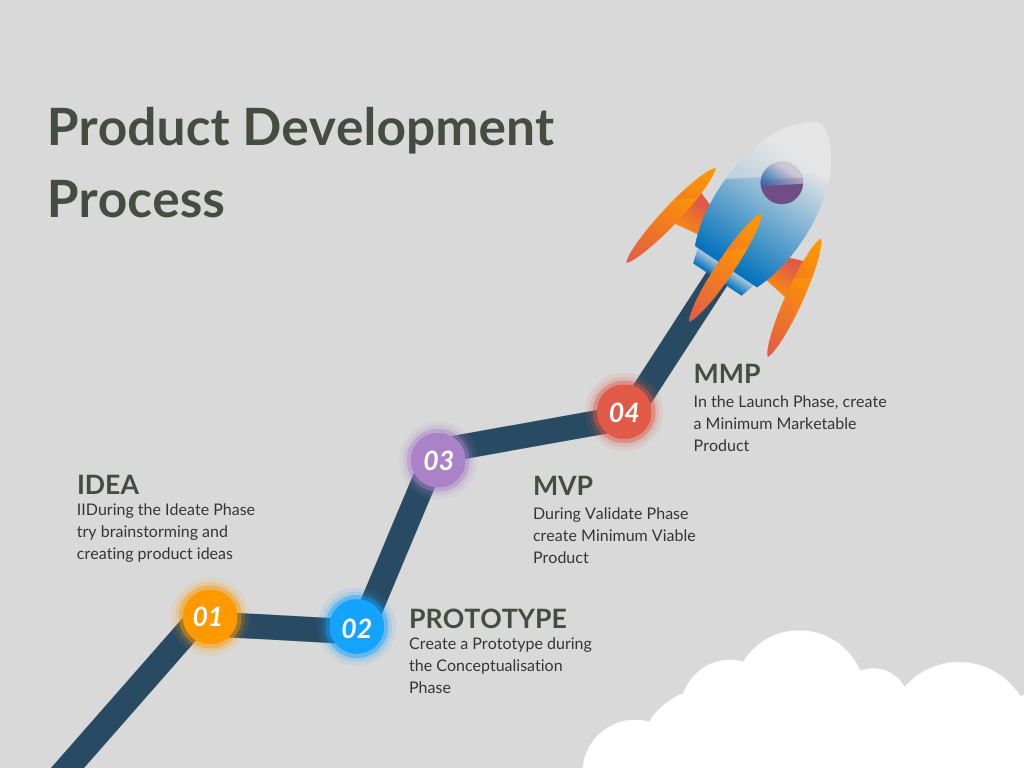 Product Development
Process
01
IDEA
IIDuring the Ideate Phase
try brainstorming and
creating product ideas
02
PROTOTYPE
Create a Prototype during
the Conceptualisation
Phase
03
MVP
During Validate Phase
create Minimum Viable
Product
04
MMP
In the Launch Phase, create
a Minimum Marketable
Product